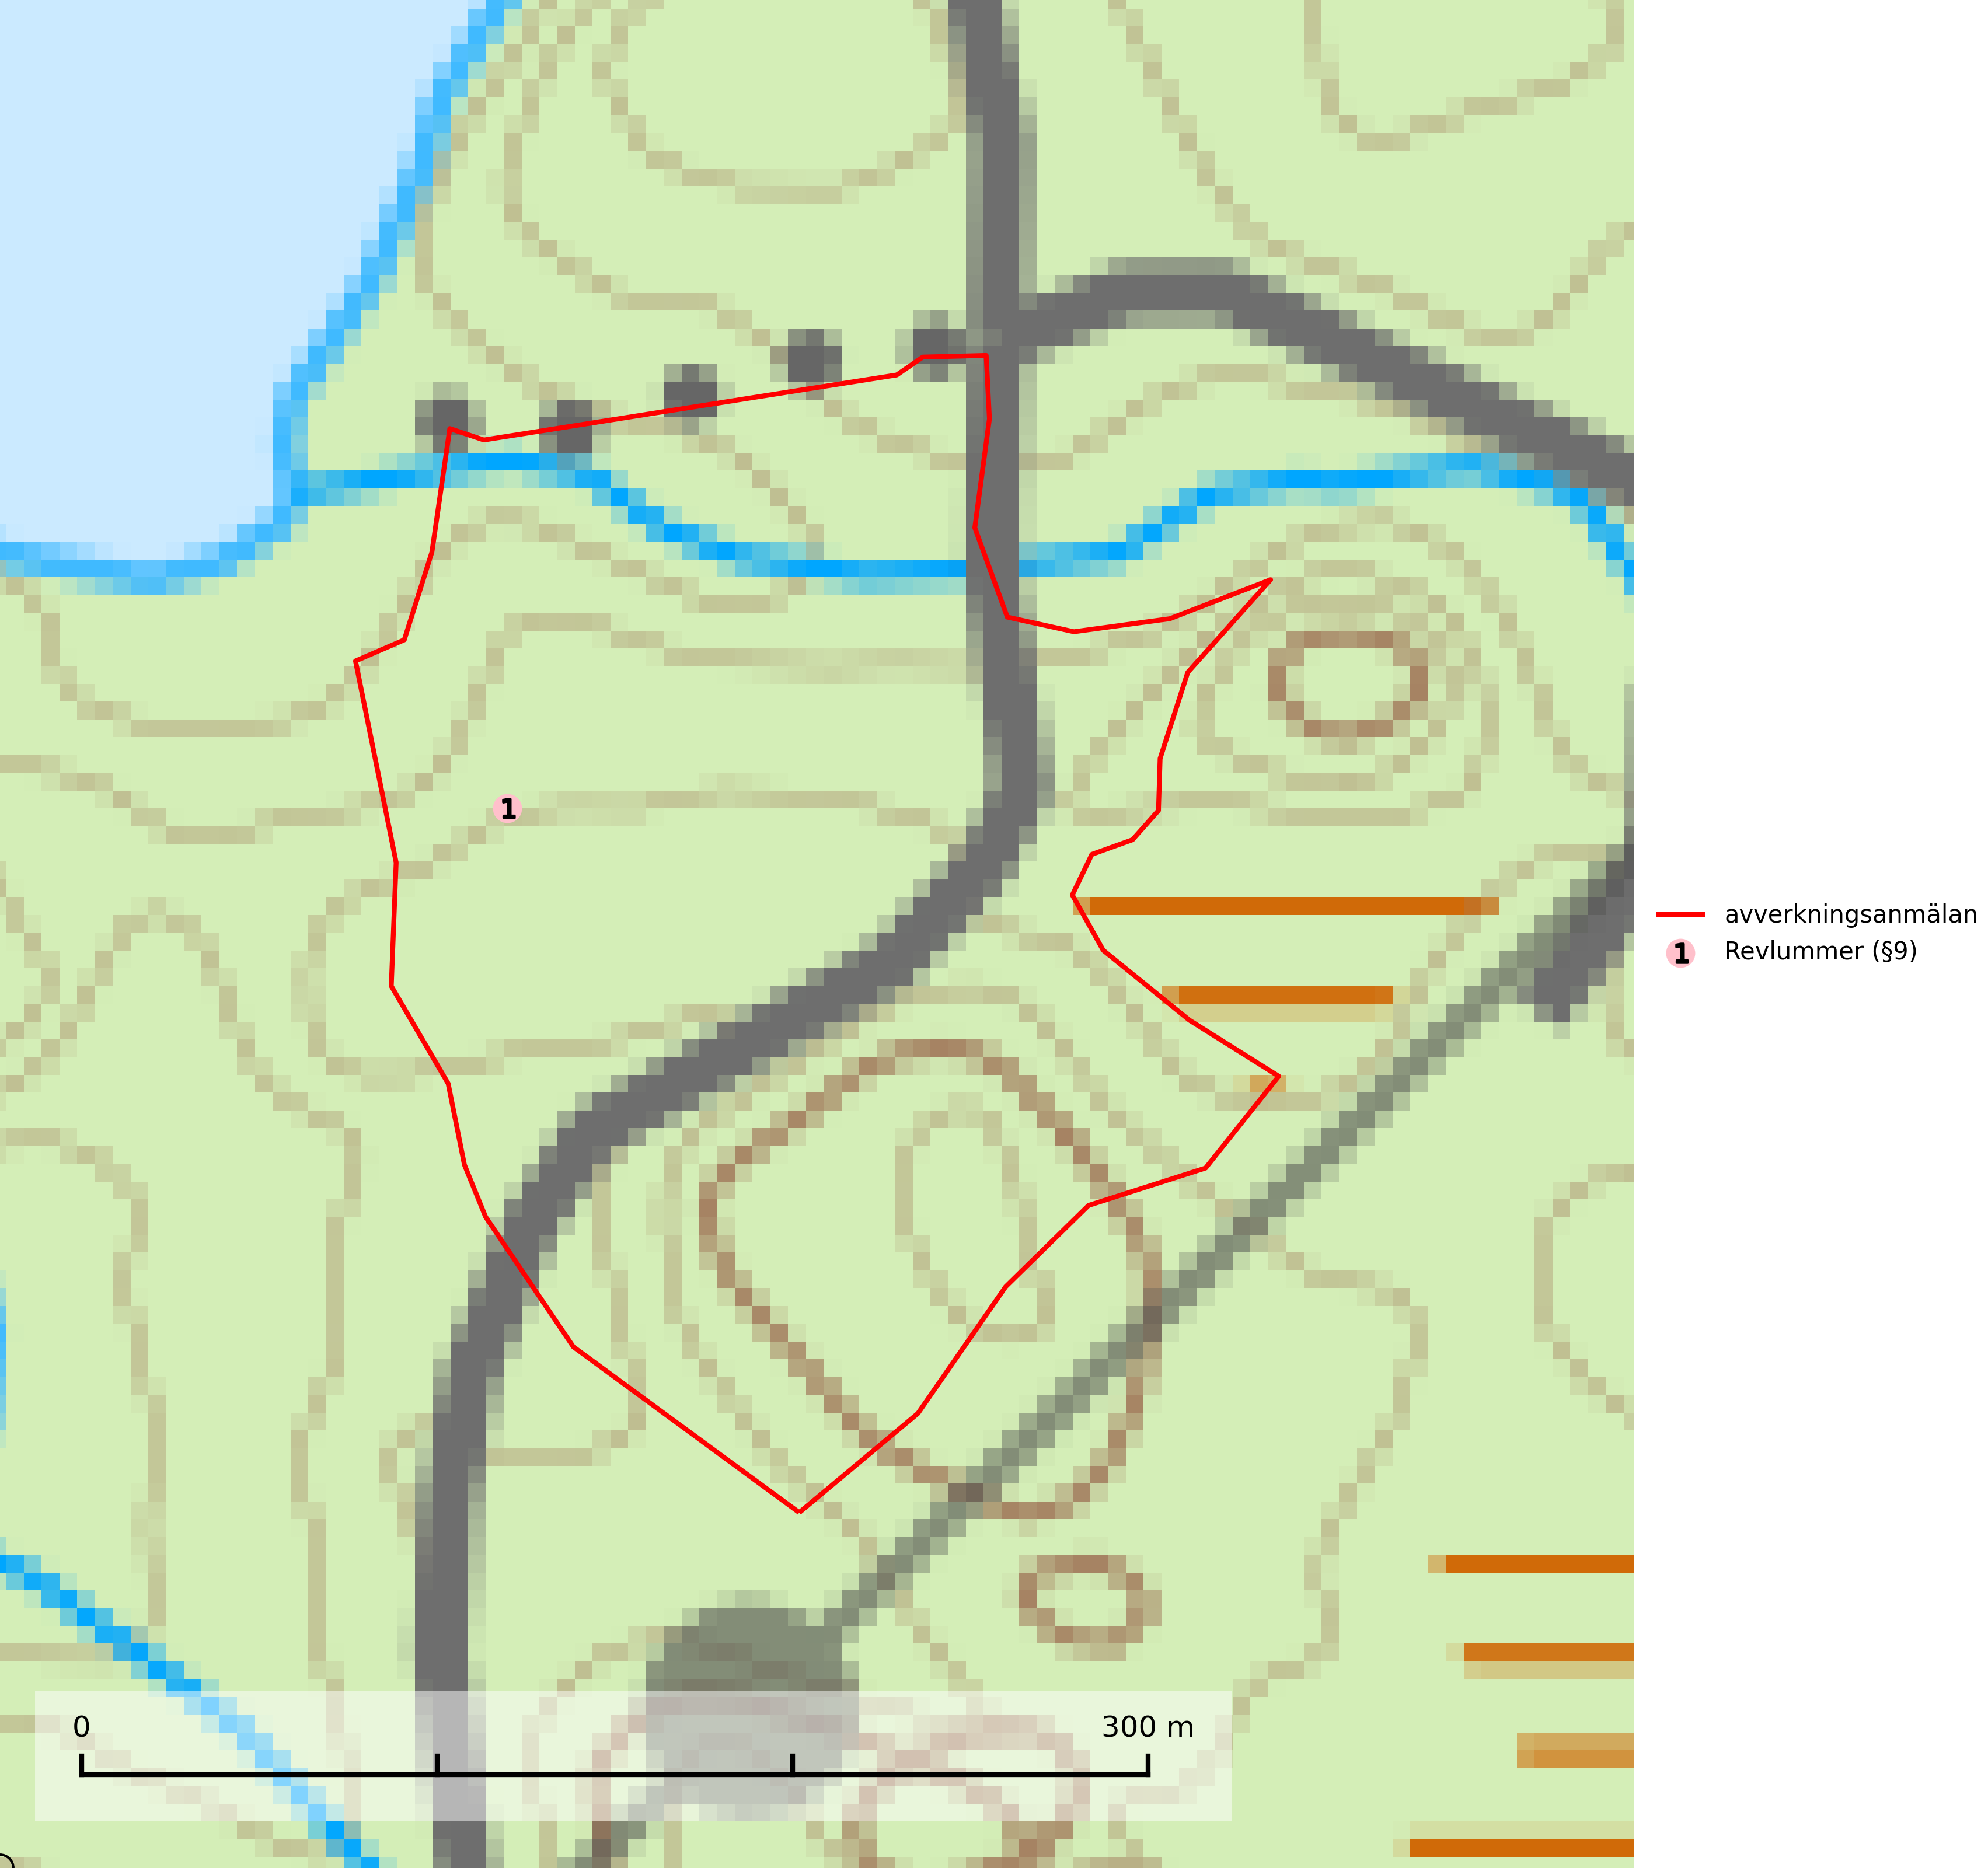 1
avverkningsanmälan
1 Revlummer (§9)
0 300 m